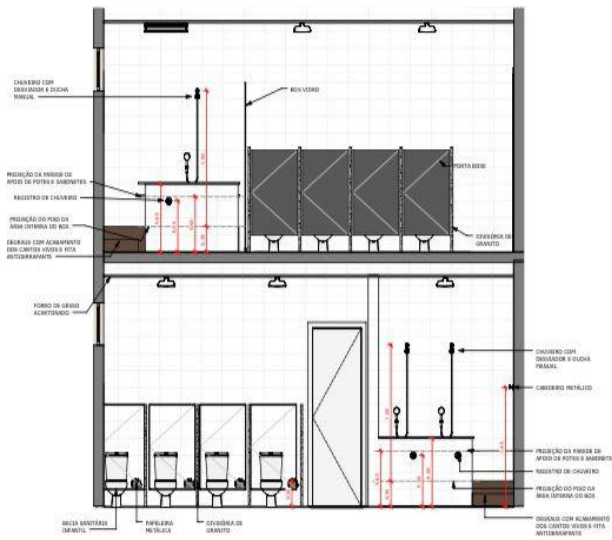 CHUVEIRO COM
DESVIADOR E DUCHA
MANUAL
BOX VIDRO
PROJEÇÃO DA PAREDE DE
APOIO DE POTES E SABONETES
PORTA BOXE
REGISTRO DE CHUVEIRO
PROJEÇÃO DO PISO DA
ÁREA INTERNA DO BOX
DIVISÓRIA DE
GRANITO
DEGRAUS COM ACABAMENTO
DOS CANTOS VIVOS E FITA
ANTIDERRAPANTE
FORRO DE GESSO
ACARTONADO
CHUVEIRO COM
DESVIADOR E DUCHA
MANUAL
CABIDEIRO METÁLICO
PROJEÇÃO DA PAREDE DE
APOIO DE POTES E SABONETE
REGISTRO DE CHUVEIRO
PROJEÇÃO DO PISO DA
ÁREA INTERNA DO BOX
BACIA SANITÁRIA
INFANTIL
PAPELEIRA
METÁLICA
DIVISÓRIA DE
GRANITO
DEGRAUS COM ACABAMENTO
DOS CANTOS VIVOS E FITA
ANTIDERRAPANTE